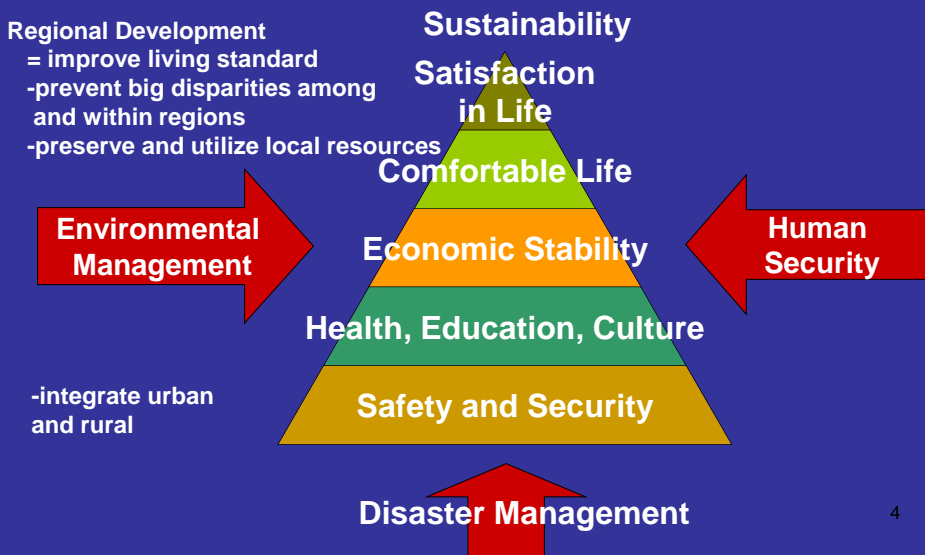 Regional Development
= improve living standard
-prevent big disparities among
and within regions
-preserve and utilize local resources
Sustainability
Satisfaction
in Life
Comfortable Life
Environmental
Management
Economic Stability
Human
Security
Health, Education, Culture
-integrate urban
and rural
Safety and Security
Disaster Management
4